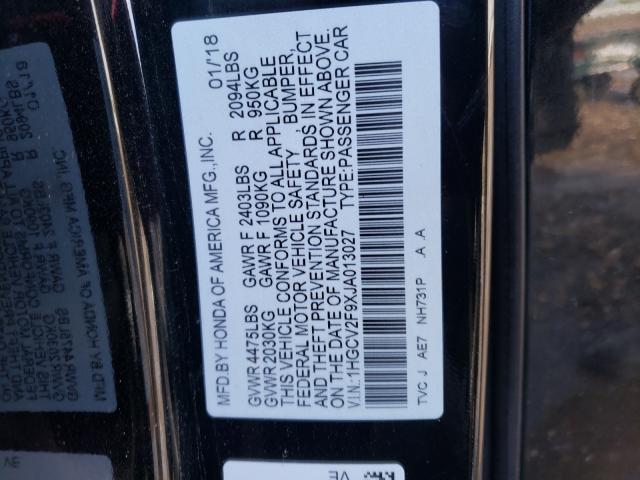 MFD.BY HONDA OF AMERICA MFG.,INC. 01/'18
GVWR 4475LBS GAWR F 2403LBS R 2094LBS
GVWR 2030KG GAWR F 1090KG R 950KG
THIS VEHICLE CONFORMS TO ALL APPLICABLE
FEDERAL MOTOR VEHICLE SAFETY BUMPER,
AND THEFT PREVENTION STANDARDS IN EFFECT
ON THE DATE OF MANUFACTURE SHOWN ABOVE.
V.I.N.:1HGCV2F9XJA013027 TYPE:PASSENGER CAR
TVC J AE7 NH731P .A .A